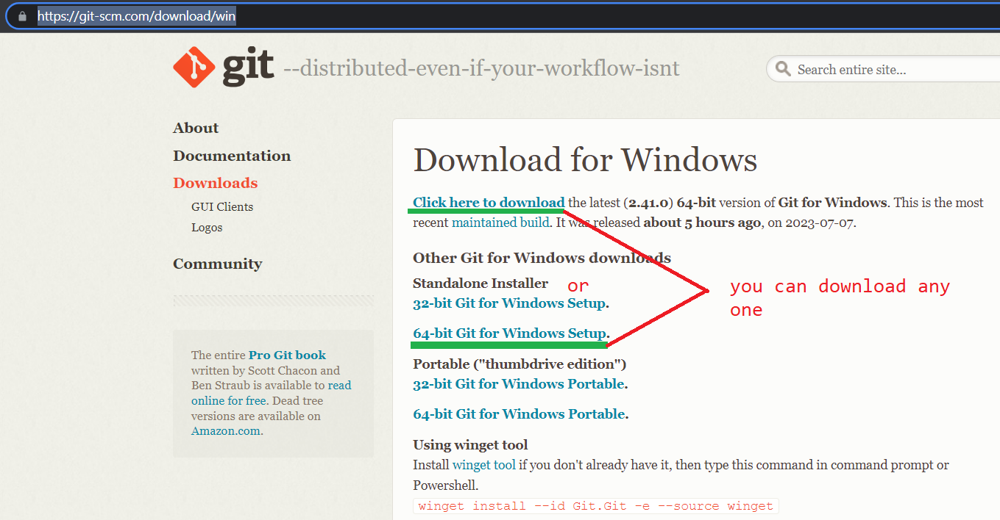 https://git-scm.com/download/win
git --distributed-even-if-your-workflow-isnt
Search entire site...
About
Documentation
Downloads
GUI Clients
Logos
Community
The entire Pro Git book
written by Scott Chacon and
Ben Straub is available to read
online for free. Dead tree
versions are available on
Amazon.com.
Download for Windows
Click here to download the latest (2.41.0) 64-bit version of Git for Windows. This is the most
recent maintained build. It was released about 5 hours ago, on 2023-07-07.
Other Git for Windows downloads
Standalone Installer
or
32-bit Git for Windows Setup.
64-bit Git for Windows Setup.
you can download any
one
Portable ("thumbdrive edition")
32-bit Git for Windows Portable.
64-bit Git for Windows Portable.
Using winget tool
Install winget tool if you don't already have it, then type this command in command prompt or
Powershell.
winget install --id Git.Git -e --source winget